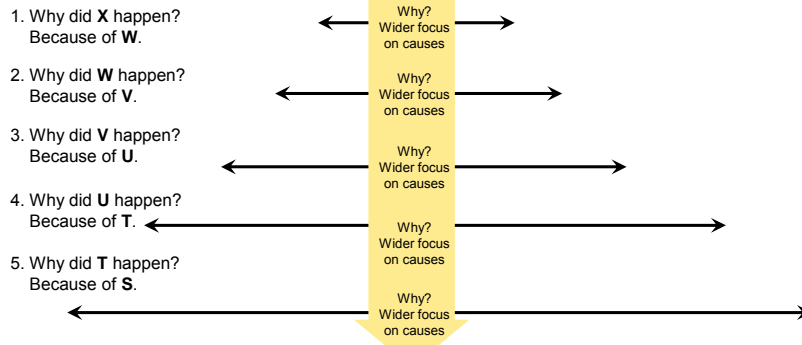 1. Why did X happen?
Because of W.
Why?
Wider focus
on causes
2. Why did W happen?
Because of V.
Why?
Wider focus
on causes
3. Why did V happen?
Because of U.
Why?
Wider focus
on causes
4. Why did U happen?
Because of T.
Why?
Wider focus
on causes
5. Why did T happen?
Because of S.
Why?
Wider focus
on causes